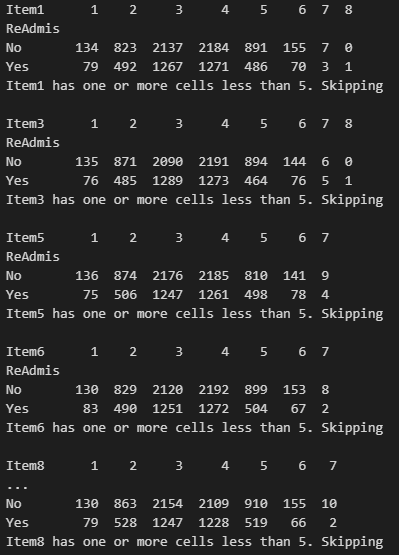 Item1 1 2 3 4 5 6 7 8
ReAdmis
No 134 823 2137 2184 891 155 7 0
Yes 79 492 1267 1271 486 70 3 1
Item1 has one or more cells less than 5. Skipping
Item3 1 2 3 4 5 6 7 8
ReAdmis
No 135 871 2090 2191 894 144 6 0
Yes 76 485 1289 1273 464 76 5 1
Item3 has one or more cells less than 5. Skipping
Item5 1 2 3 4 5 6 7
ReAdmis
No 136 874 2176 2185 810 141 9
Yes 75 506 1247 1261 498 78 4
Item5 has one or more cells less than 5. Skipping
Item6 1 2 3 4 5 6 7
ReAdmis
No 130 829 2120 2192 899 153 8
Yes 83 490 1251 1272 504 67 2
Item6 has one or more cells less than 5. Skipping
Item8 1 2 3 4 5 6 7
...
No 130 863 2154 2109 910 155 10
Yes 79 528 1247 1228 519 66 2
Item8 has one or more cells less than 5. Skipping